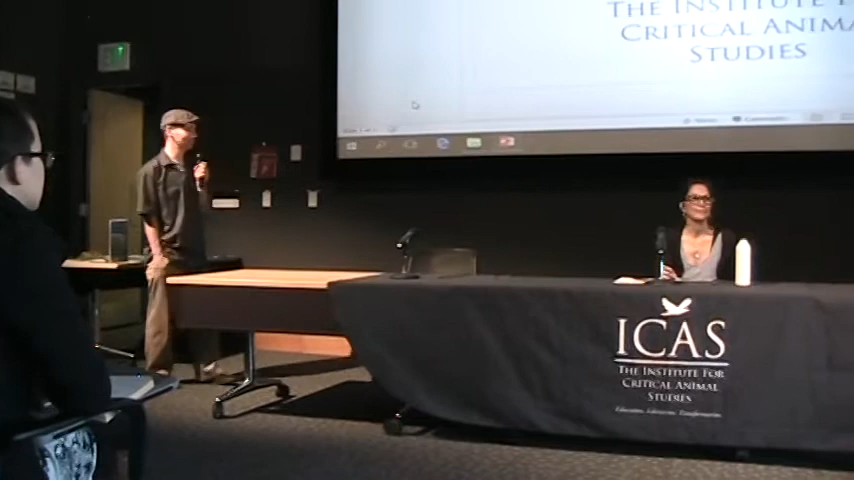 THE INSTITUTE F
CRITICAL ANIMA
STUDIES
ICAS
THE INSTITUTE FOR
CRITICAL ANIMAL
STUDIES